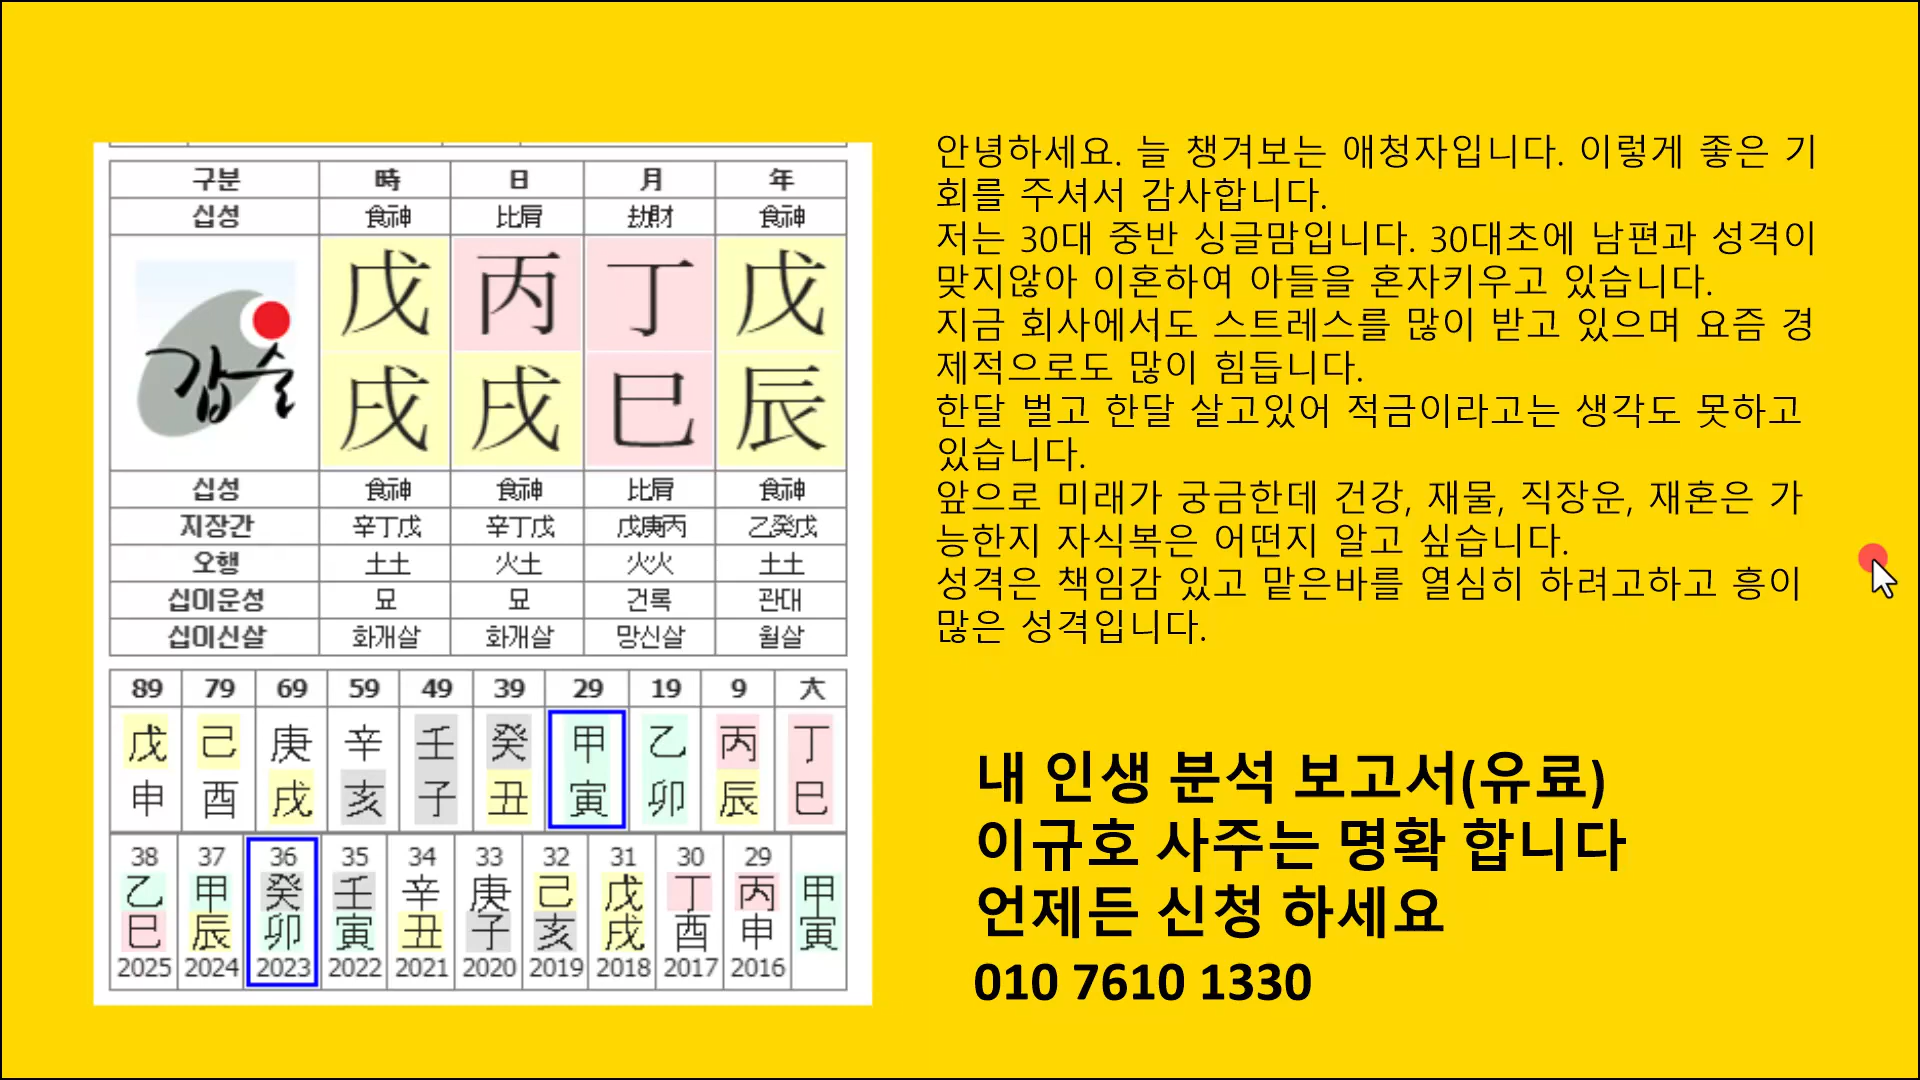 구분 時 日 月 年
십성 食神 比肩 劫財 食神
戊 丙 丁 戊
갑술
戌 戌 巳 辰
십성 食神 食神 比肩 食神
지장간 辛丁戊 辛丁戊 戊庚丙 乙癸戊
오행 土土 火土 火火 土土
십이운성 묘 묘 건록 관대
십이신살 화개살 화개살 망신살 월살
89 79 69 59 49 39 29 19 9 大
戊 己 庚 辛 壬 癸 甲 乙 丙 丁
申 酉 戌 亥 子 丑 寅 卯 辰 巳
38 37 36 35 34 33 32 31 30 29
乙 甲 癸 壬 辛 庚 己 戊 丁 丙 甲
巳 辰 卯 寅 丑 子 亥 戌 酉 申 寅
2025 2024 2023 2022 2021 2020 2019 2018 2017 2016
안녕하세요. 늘 챙겨보는 애청자입니다. 이렇게 좋은 기
회를 주셔서 감사합니다.
저는 30대 중반 싱글맘입니다. 30대초에 남편과 성격이
맞지않아 이혼하여 아들을 혼자키우고 있습니다.
지금 회사에서도 스트레스를 많이 받고 있으며 요즘 경
제적으로도 많이 힘듭니다.
한달 벌고 한달 살고있어 적금이라고는 생각도 못하고
있습니다.
앞으로 미래가 궁금한데 건강, 재물, 직장운, 재혼은 가
능한지 자식복은 어떤지 알고 싶습니다.
성격은 책임감 있고 맡은바를 열심히 하려고하고 흥이
많은 성격입니다.
내 인생 분석 보고서(유료)
이규호 사주는 명확 합니다
언제든 신청 하세요
010 7610 1330